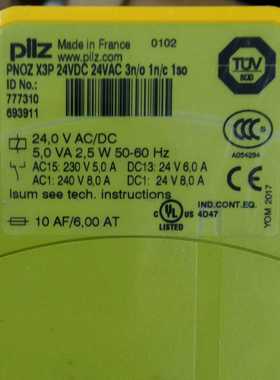 pilz Made in France 0102
www.pilz.com
PNOZ X3P 24VDC 24VAC 3n/o 1n/c 1so
ID No.:
777310
693911
TÜV
SÜD
CCC
A054294
24,0 V AC/DC
5,0 VA 2,5 W 50-60 Hz
AC15: 230 V 5,0 A DC13: 24 V 6,0 A
AC1: 240 V 8,0 A DC1: 24 V 8,0 A
Isum see tech. instructions
10 AF/6,00 AT
C UL US
LISTED
IND.CONT.EQ.
4D47
YOM 2017